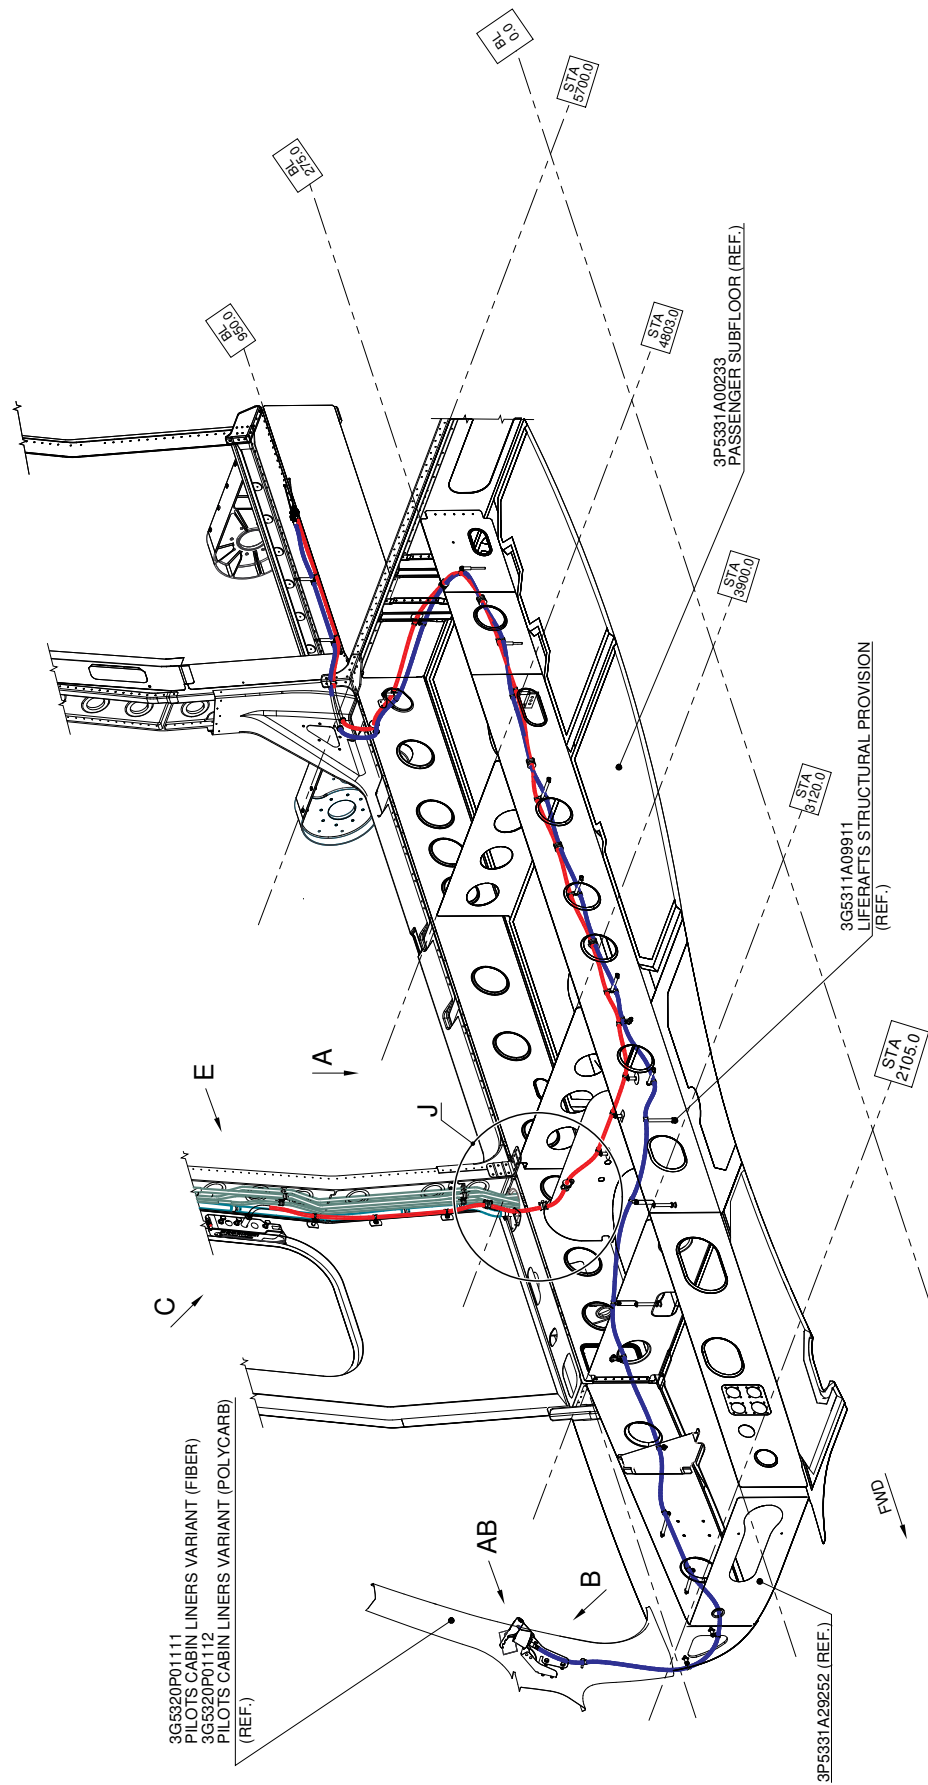 BL
0.0
STA
5700.0
BL
275.0
BL
950.0
STA
4803.0
3P5331A00233
PASSENGER SUBFLOOR (REF.)
STA
3900.0
STA
3120.0
3G5311A09911
LIFERAFTS STRUCTURAL PROVISION
(REF.)
STA
2105.0
A
E
J
C
3G5320P01111
PILOTS CABIN LINERS VARIANT (FIBER)
3G5320P01112
PILOTS CABIN LINERS VARIANT (POLYCARB)
(REF.)
AB
B
FWD
3P5331A29252 (REF.)